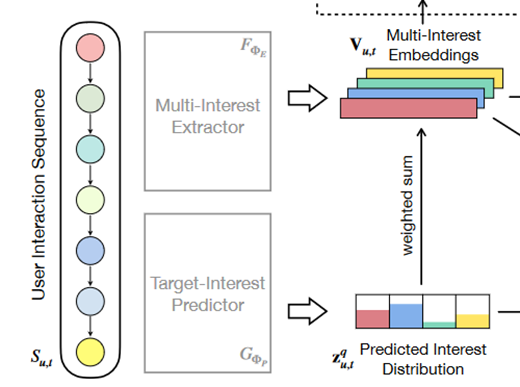 User Interaction Sequence
S_{u,t}
F_{Φ_E}
Multi-Interest
Extractor
Target-Interest
Predictor
G_{Φ_P}
V_{u,t} Multi-Interest
Embeddings
weighted sum
z^q_{u,t} Predicted Interest
Distribution